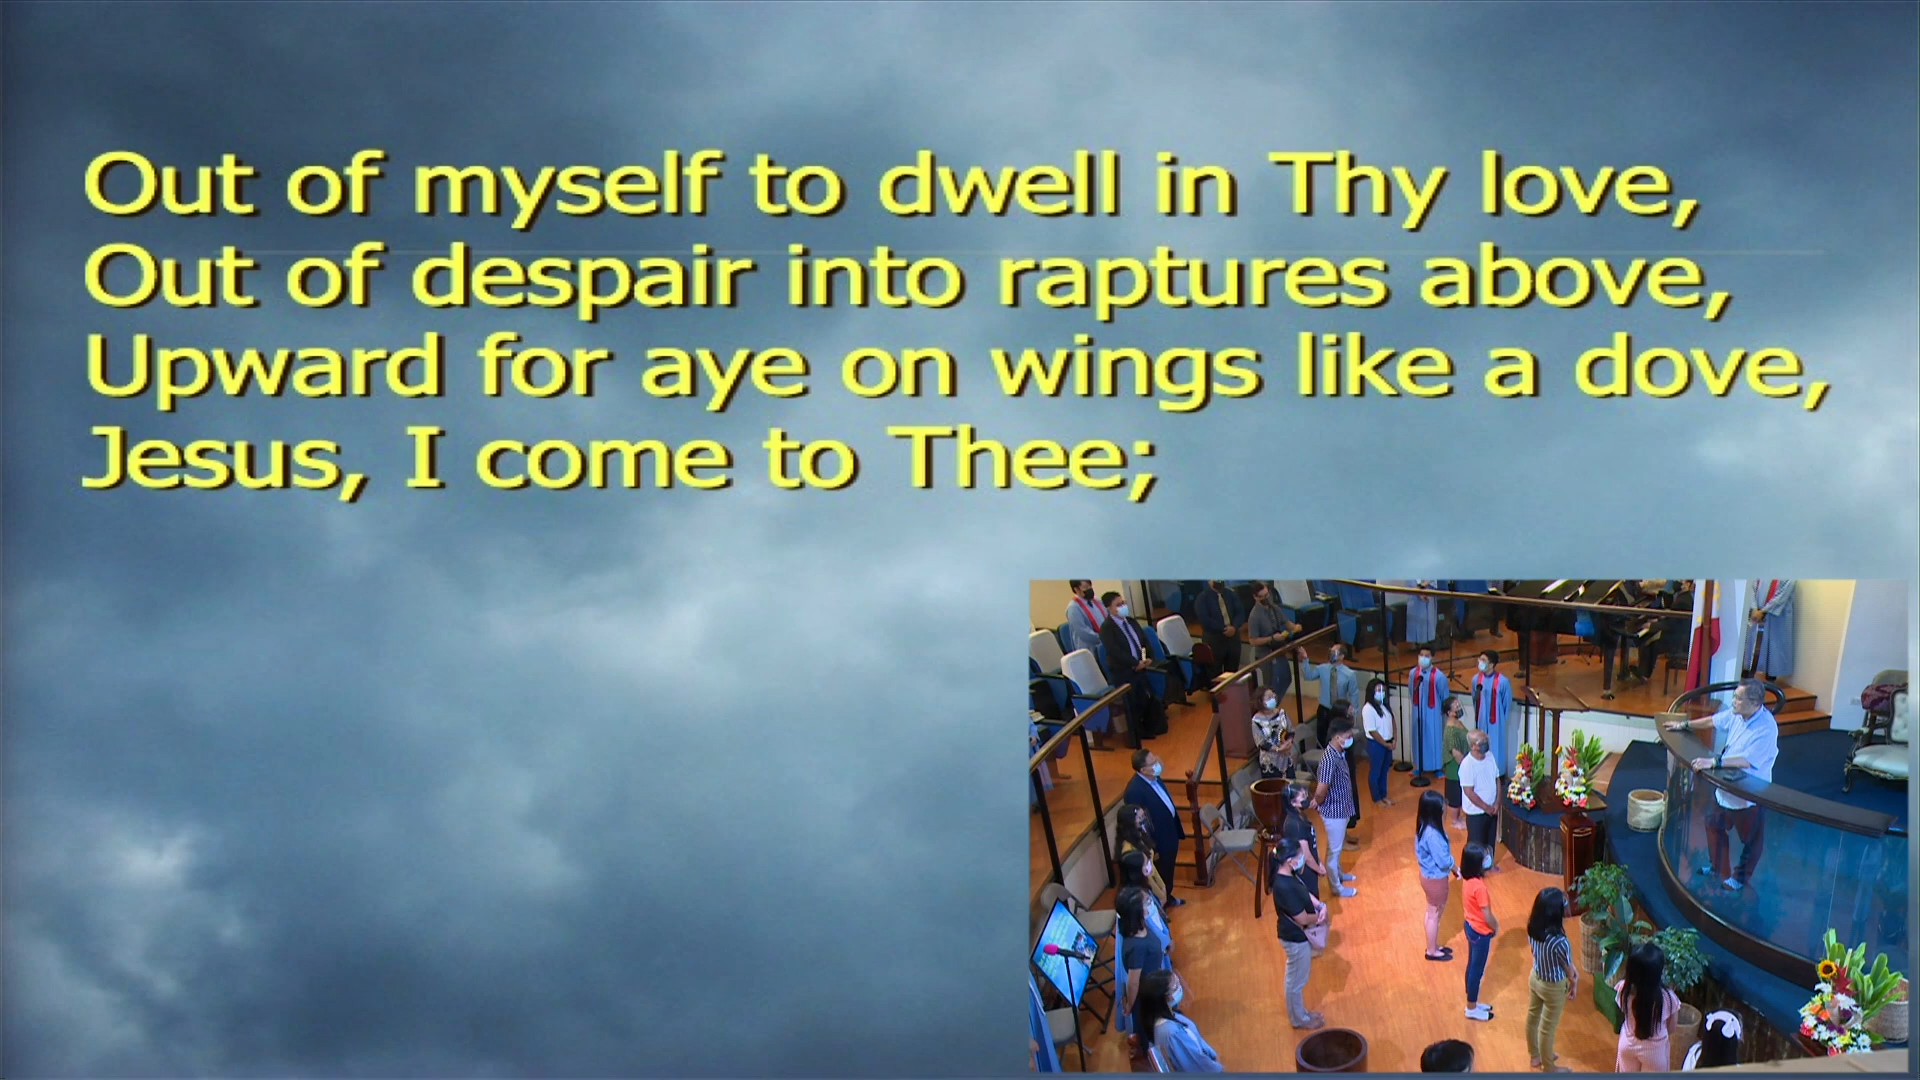 Out of myself to dwell in Thy love,
Out of despair into raptures above,
Upward for aye on wings like a dove,
Jesus, I come to Thee;